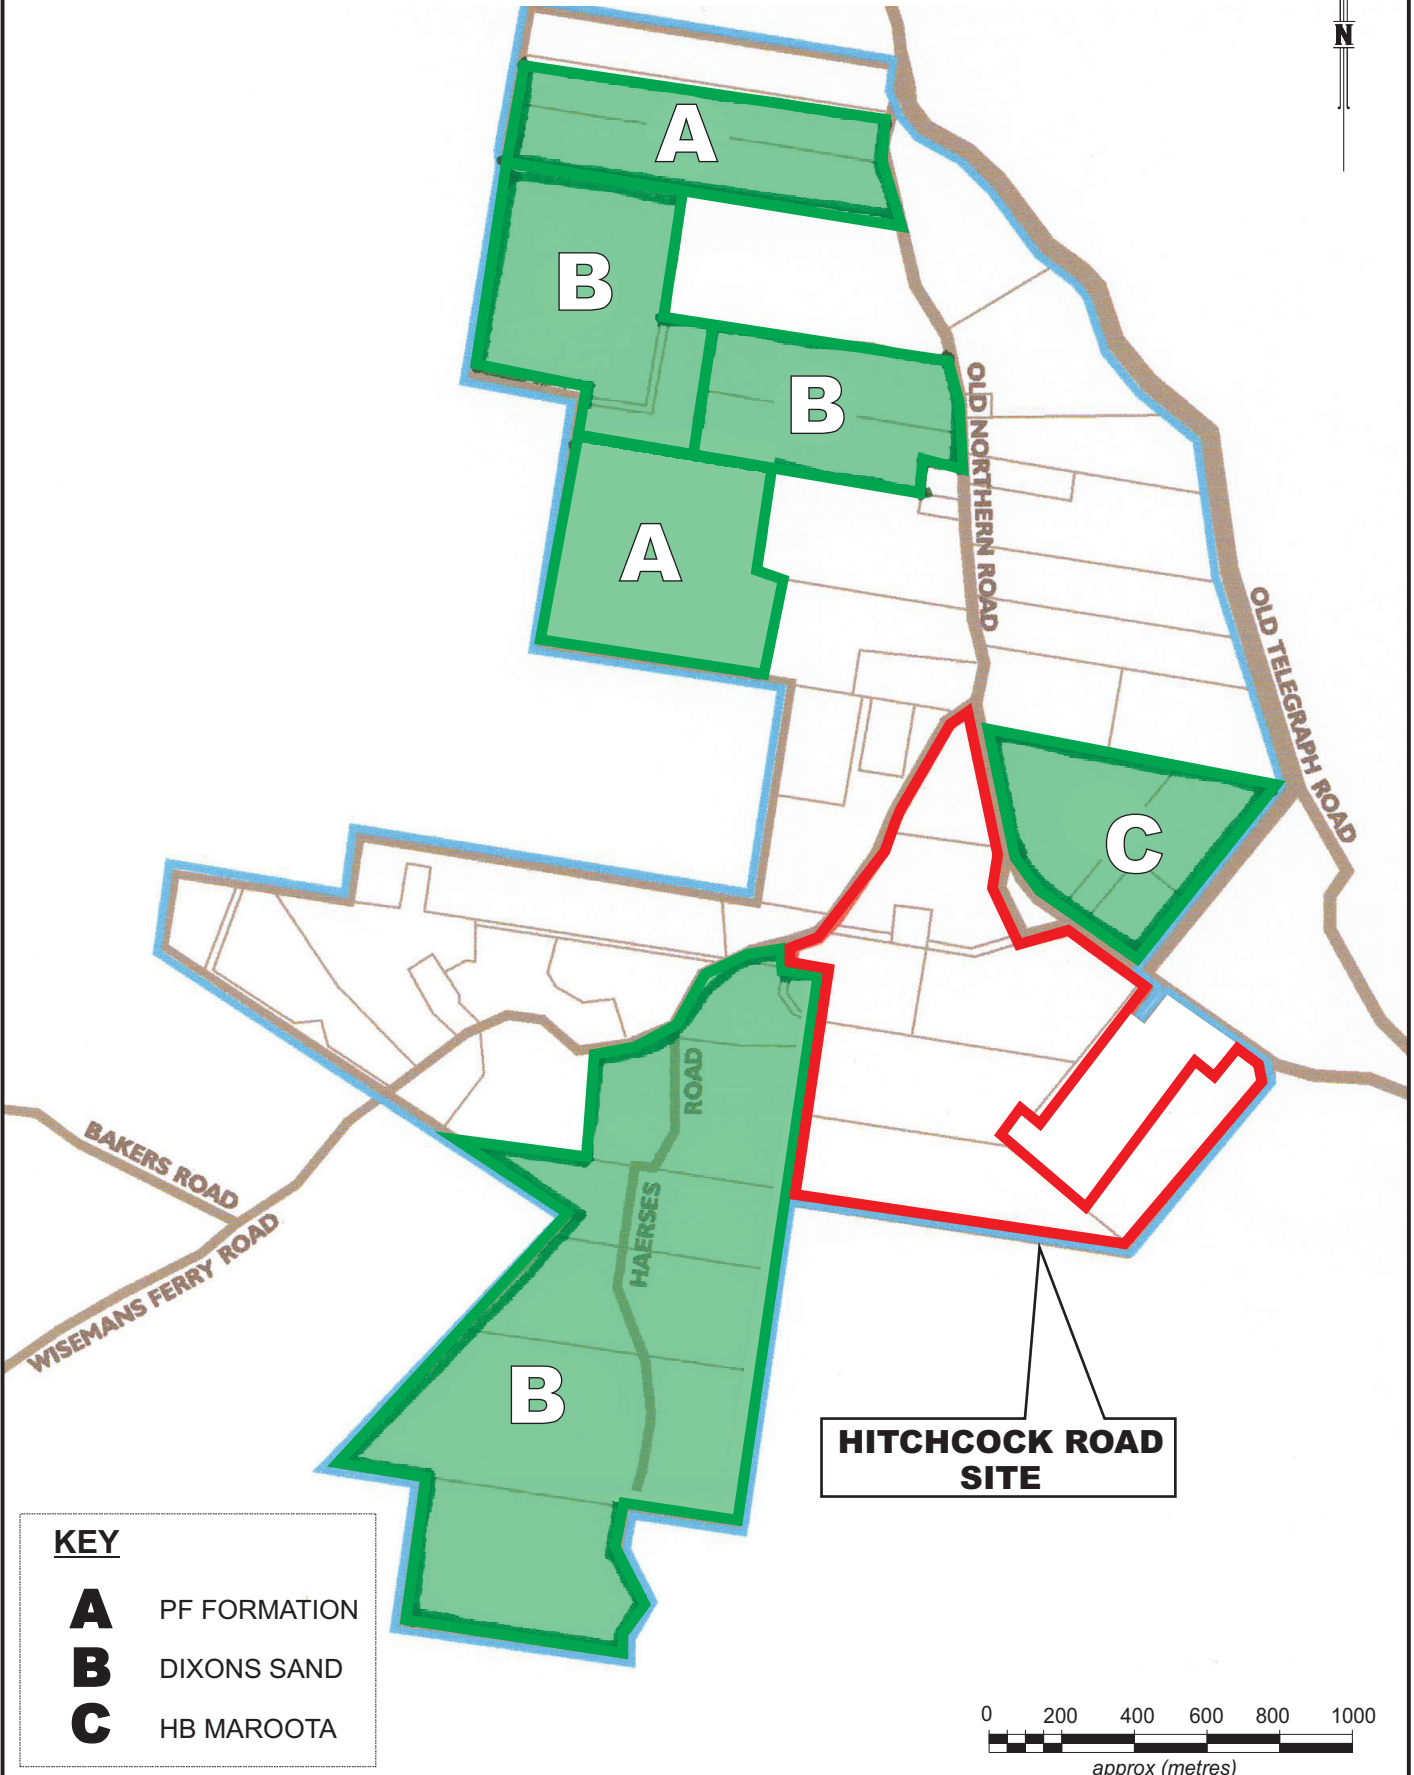 N
A
B
B
OLD NORTHERN ROAD
A
OLD TELEGRAPH ROAD
C
ROAD
BAKERS ROAD
HAERSES
WISEMANS FERRY ROAD
B
HITCHCOCK ROAD
SITE
KEY
A PF FORMATION
B DIXONS SAND
C HB MAROOTA
0 200 400 600 800 1000
approx (metres)